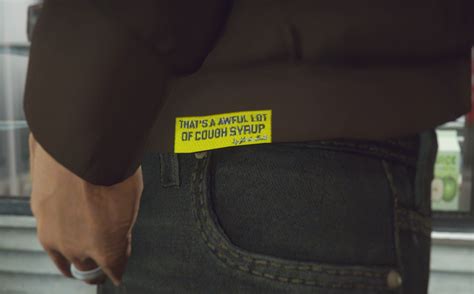 THAT'S A AWFUL LOT
OF COUGH SYRUP